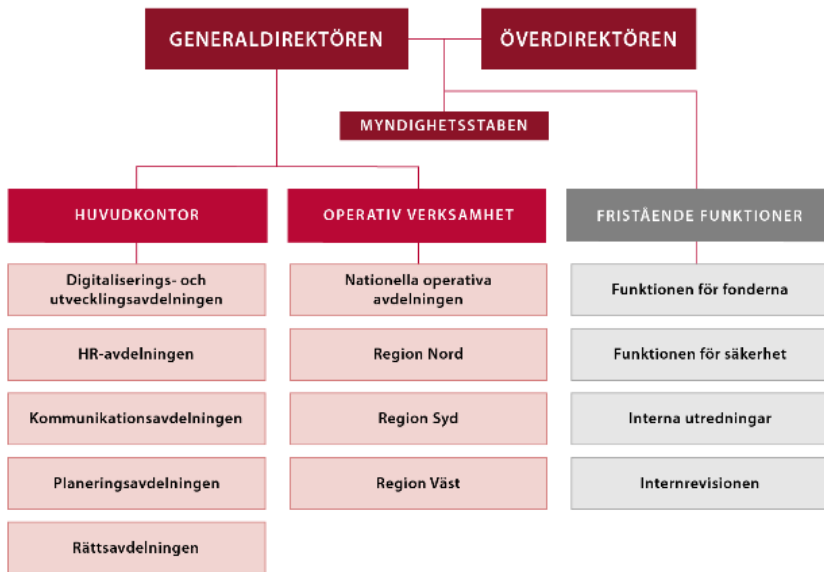 GENERALDIREKTÖREN
ÖVERDIREKTÖREN
MYNDIGHETSSTABEN
HUVUDKONTOR
Digitaliserings- och
utvecklingsavdelningen
HR-avdelningen
Kommunikationsavdelningen
Planeringsavdelningen
Rättsavdelningen
OPERATIV VERKSAMHET
Nationella operativa
avdelningen
Region Nord
Region Syd
Region Väst
FRISTÅENDE FUNKTIONER
Funktionen för fonderna
Funktionen för säkerhet
Interna utredningar
Internrevisionen